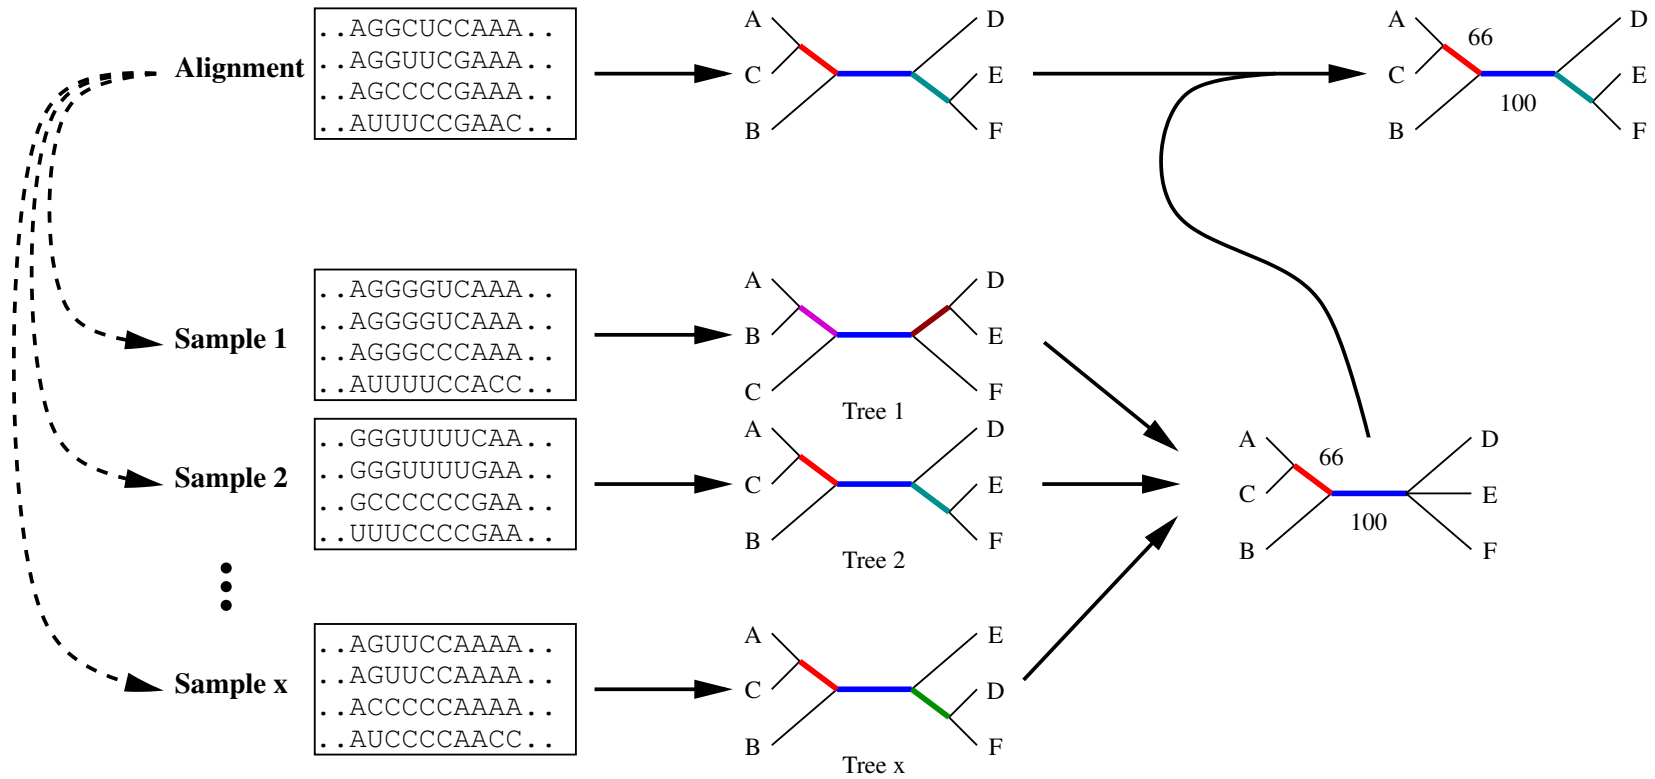 Alignment
..AGGCUCCAAA..
..AGGUUCGAAA..
..AGCCCCGAAA..
..AUUUCCGAAC..
A
C
B
D
E
F
A
C
B
66
100
D
E
F
Sample 1
..AGGGGUCAAA..
..AGGGGUCAAA..
..AGGGCCCAAA..
..AUUUUCCACC..
A
B
C
D
E
F
Tree 1
Sample 2
..GGGUUUUCAA..
..GGGUUUUGAA..
..GCCCCCCGAA..
..UUUCCCCGAA..
A
C
B
D
E
F
Tree 2
A
C
B
66
100
D
E
F
Sample x
..AGUUCCAAAA..
..AGUUCCAAAA..
..ACCCCCAAAA..
..AUCCCCAACC..
A
C
B
E
D
F
Tree x